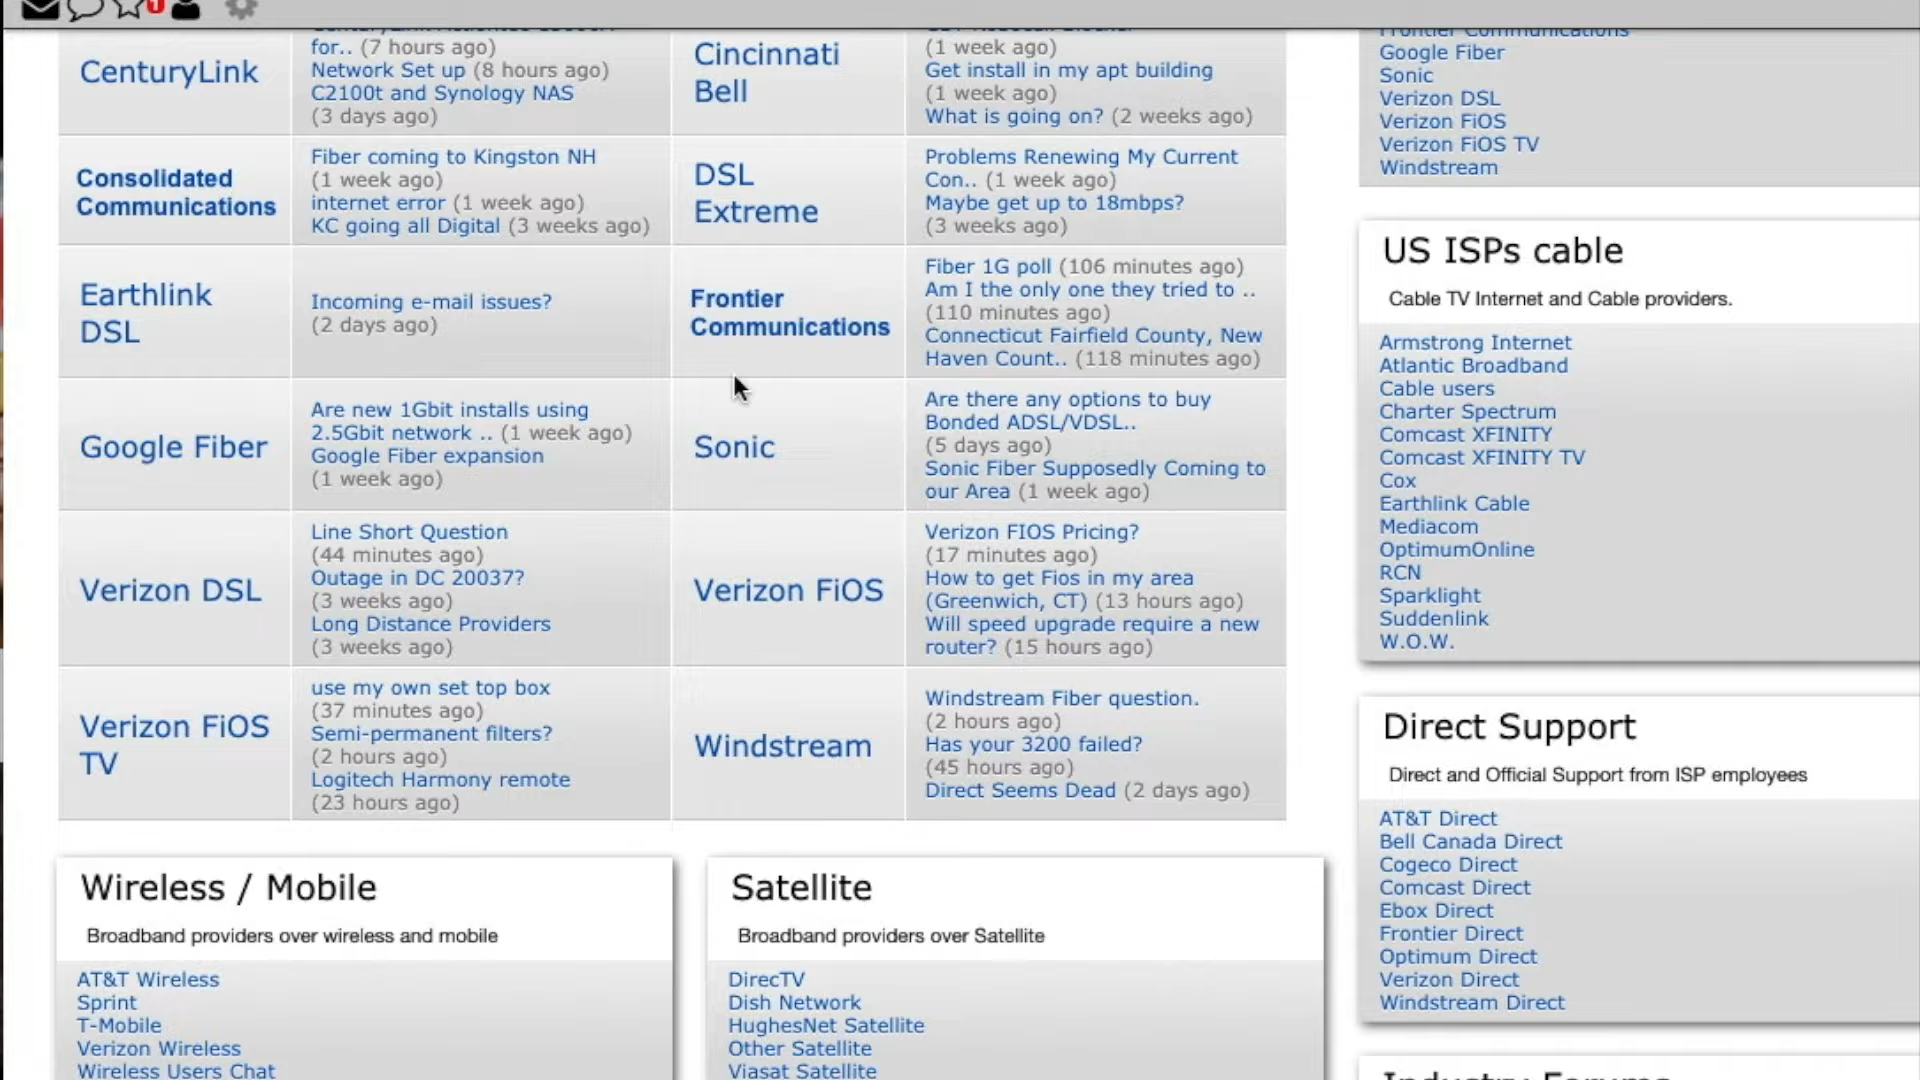 1
CenturyLink
for.. (7 hours ago)
Network Set up (8 hours ago)
C2100t and Synology NAS
(3 days ago)
Cincinnati
Bell
(1 week ago)
Get install in my apt building
(1 week ago)
What is going on? (2 weeks ago)
Consolidated
Communications
Fiber coming to Kingston NH
(1 week ago)
internet error (1 week ago)
KC going all Digital (3 weeks ago)
DSL
Extreme
Problems Renewing My Current
Con.. (1 week ago)
Maybe get up to 18mbps?
(3 weeks ago)
Earthlink
DSL
Incoming e-mail issues?
(2 days ago)
Frontier
Communications
Fiber 1G poll (106 minutes ago)
Am I the only one they tried to ..
(110 minutes ago)
Connecticut Fairfield County, New
Haven Count.. (118 minutes ago)
Google Fiber
Are new 1Gbit installs using
2.5Gbit network .. (1 week ago)
Google Fiber expansion
(1 week ago)
Sonic
Are there any options to buy
Bonded ADSL/VDSL..
(5 days ago)
Sonic Fiber Supposedly Coming to
our Area (1 week ago)
Verizon DSL
Line Short Question
(44 minutes ago)
Outage in DC 20037?
(3 weeks ago)
Long Distance Providers
(3 weeks ago)
Verizon FiOS
Verizon FIOS Pricing?
(17 minutes ago)
How to get Fios in my area
(Greenwich, CT) (13 hours ago)
Will speed upgrade require a new
router? (15 hours ago)
Verizon FiOS
TV
use my own set top box
(37 minutes ago)
Semi-permanent filters?
(2 hours ago)
Logitech Harmony remote
(23 hours ago)
Windstream
Windstream Fiber question.
(2 hours ago)
Has your 3200 failed?
(45 hours ago)
Direct Seems Dead (2 days ago)
Wireless / Mobile
Broadband providers over wireless and mobile
AT&T Wireless
Sprint
T-Mobile
Verizon Wireless
Wireless Users Chat
Satellite
Broadband providers over Satellite
DirecTV
Dish Network
HughesNet Satellite
Other Satellite
Viasat Satellite
Frontier Communications
Google Fiber
Sonic
Verizon DSL
Verizon FiOS
Verizon FiOS TV
Windstream
US ISPs cable
Cable TV Internet and Cable providers.
Armstrong Internet
Atlantic Broadband
Cable users
Charter Spectrum
Comcast XFINITY
Comcast XFINITY TV
Cox
Earthlink Cable
Mediacom
OptimumOnline
RCN
Sparklight
Suddenlink
W.O.W.
Direct Support
Direct and Official Support from ISP employees
AT&T Direct
Bell Canada Direct
Cogeco Direct
Comcast Direct
Ebox Direct
Frontier Direct
Optimum Direct
Verizon Direct
Windstream Direct
Industry Forums